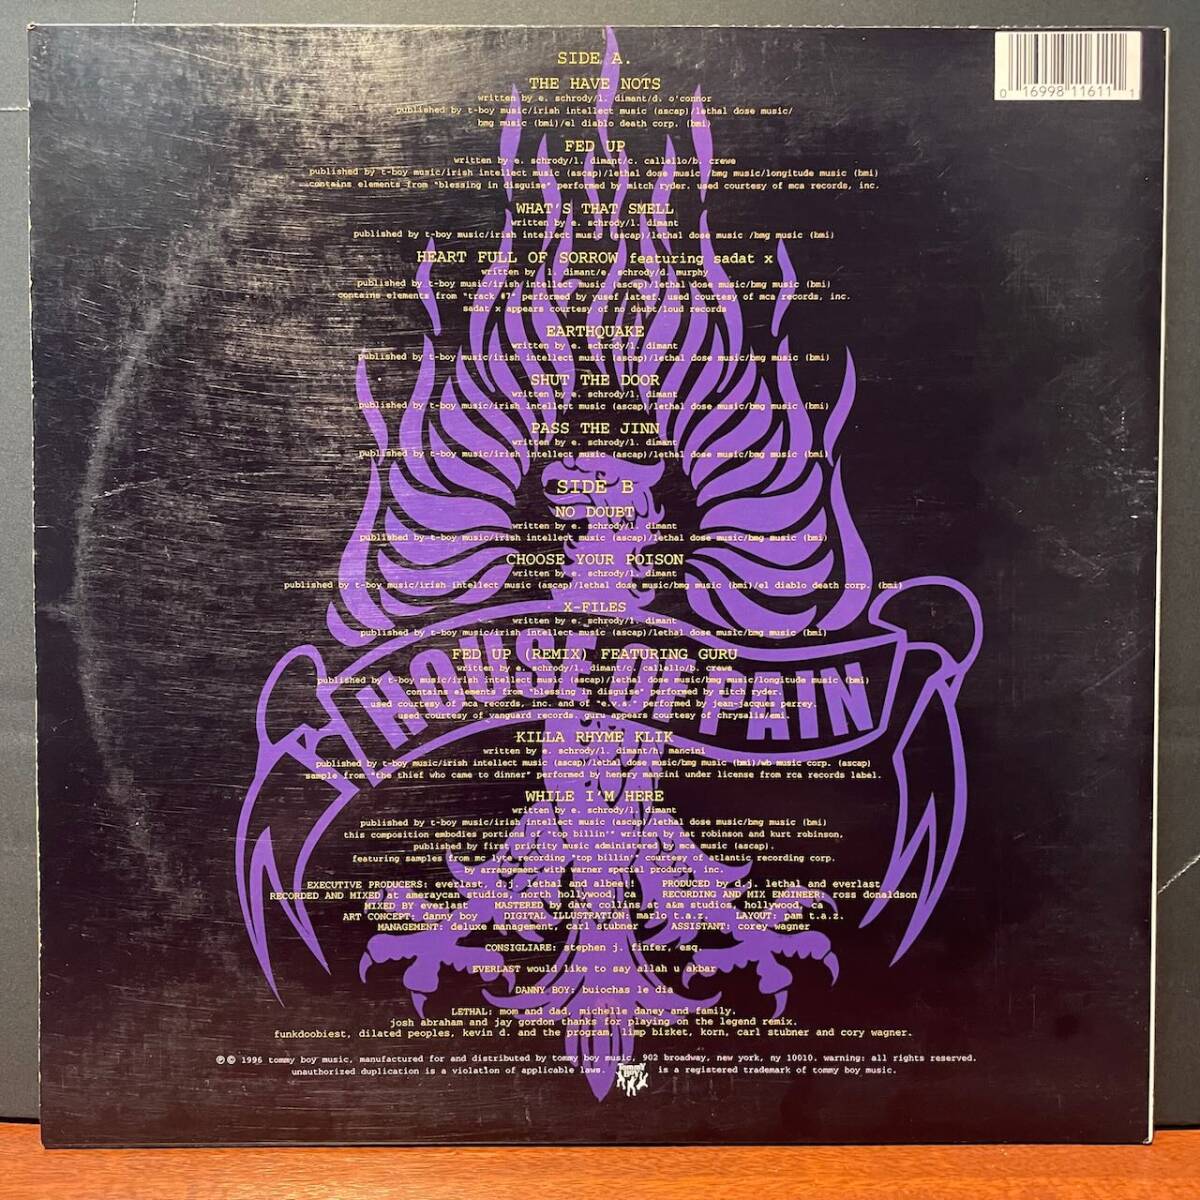 SIDE A.
0 16998 11611 1
THE HAVE NOTS
written by e. schrody/l. dimant/d. o'connor
published by t-boy music/irish intellect music (ascap)/lethal dose music/
bmg music (bmi)/el diablo death corp. (bmi)
FED UP
written by e. schrody/l. dimant/c. callello/b. crewe
published by t-boy music/irish intellect music (ascap)/lethal dose music/bmg music/longitude music (bmi)
contains elements from "blessing in disguise" performed by mitch ryder. used courtesy of mca records, inc.
WHAT'S THAT SMELL
written by e. schrody/l. dimant
published by t-boy music/irish intellect music (ascap)/lethal dose music /bmg music (bmi)
HEART FULL OF SORROW featuring sadat x
written by l. dimant/e. schrody/d. murphy
published by t-boy music/irish intellect music (ascap)/lethal dose music/bmg music (bmi)
contains elements from "track #7" performed by yusef lateef, used courtesy of mca records, inc.
sadat x appears courtesy of no doubt/loud records
EARTHQUAKE
written by e. schrody/l. dimant
published by t-boy music/irish intellect music (ascap)/lethal dose music/bmg music (bmi)
SHUT THE DOOR
written by e. schrody/l. dimant
published by t-boy music/irish intellect music (ascap)/lethal dose music/bmg music (bmi)
PASS THE JINN
written by e. schrody/l. dimant
published by t-boy music/irish intellect music (ascap)/lethal dose music/bmg music (bmi)
SIDE B
NO DOUBT
written by e. schrody/l. dimant
published by t-boy music/irish intellect music (ascap)/lethal dose music/bmg music (bmi)
CHOOSE YOUR POISON
written by e. schrody/l. dimant
published by t-boy music/irish intellect music (ascap)/lethal dose music/bmg music (bmi)/el diablo death corp. (bmi)
X-FILES
written by e. schrody/l. dimant
published by t-boy music/irish intellect music (ascap)/lethal dose music/bmg music (bmi)
FED UP (REMIX) FEATURING GURU
written by e. schrody/l. dimant/c. callello/b. crewe
published by t-boy music/irish intellect music (ascap)/lethal dose music/bmg music/longitude music (bmi)
contains elements from "blessing in disguise" performed by mitch ryder.
used courtesy of mca records, inc. and of "e.v.a." performed by jean-jacques perrey.
used courtesy of vanguard records. guru appears courtesy of chrysalis/emi.
HOUSE OF PAIN
KILLA RHYME KLIK
written by e. schrody/l. dimant/h. mancini
published by t-boy music/irish intellect music (ascap)/lethal dose music/bmg music (bmi)/wb music corp. (ascap)
sample from "the thief who came to dinner" performed by henery mancini under license from rca records label.
WHILE I'M HERE
written by e. schrody/l. dimant
published by t-boy music/irish intellect music (ascap)/lethal dose music/bmg music (bmi)
this composition embodies portions of "top billin'" written by nat robinson and kurt robinson,
published by first priority music administered by mca music (ascap).
featuring samples from mc lyte recording "top billin'" courtesy of atlantic recording corp.
by arrangement with warner special products, inc.
EXECUTIVE PRODUCERS: everlast, d.j. lethal and albee!! PRODUCED by d.j. lethal and everlast
RECORDED AND MIXED at ameraycan studios, north hollywood, ca RECORDING AND MIX ENGINEER: ross donaldson
MIXED BY everlast MASTERED by dave collins at a&m studios, hollywood, ca
ART CONCEPT: danny boy DIGITAL ILLUSTRATION: marlo t.a.z. LAYOUT: pam t.a.z.
MANAGEMENT: deluxe management, carl stubner ASSISTANT: corey wagner
CONSIGLIARE: stephen j. finfer, esq.
EVERLAST would like to say allah u akbar
DANNY BOY: buiochas le dia
LETHAL: mom and dad, michelle daney and family.
josh abraham and jay gordon thanks for playing on the legend remix.
funkdoobiest, dilated peoples, kevin d. and the program, limp bizket, korn, carl stubner and cory wagner.
℗© 1996 tommy boy music, manufactured for and distributed by tommy boy music, 902 broadway, new york, ny 10010. warning: all rights reserved.
unauthorized duplication is a violation of applicable laws. Tommy Boy is a registered trademark of tommy boy music.